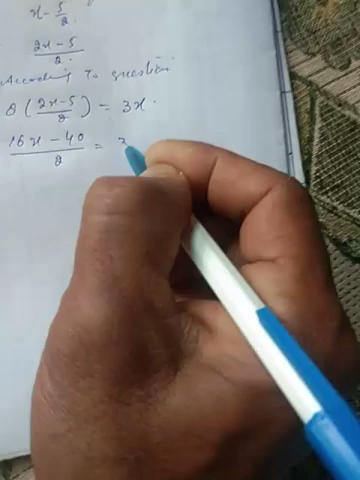 x - 5/2.
2x - 5/2.
According To question
8 (2x - 5/2) = 3x.
16x - 40/2 = 3